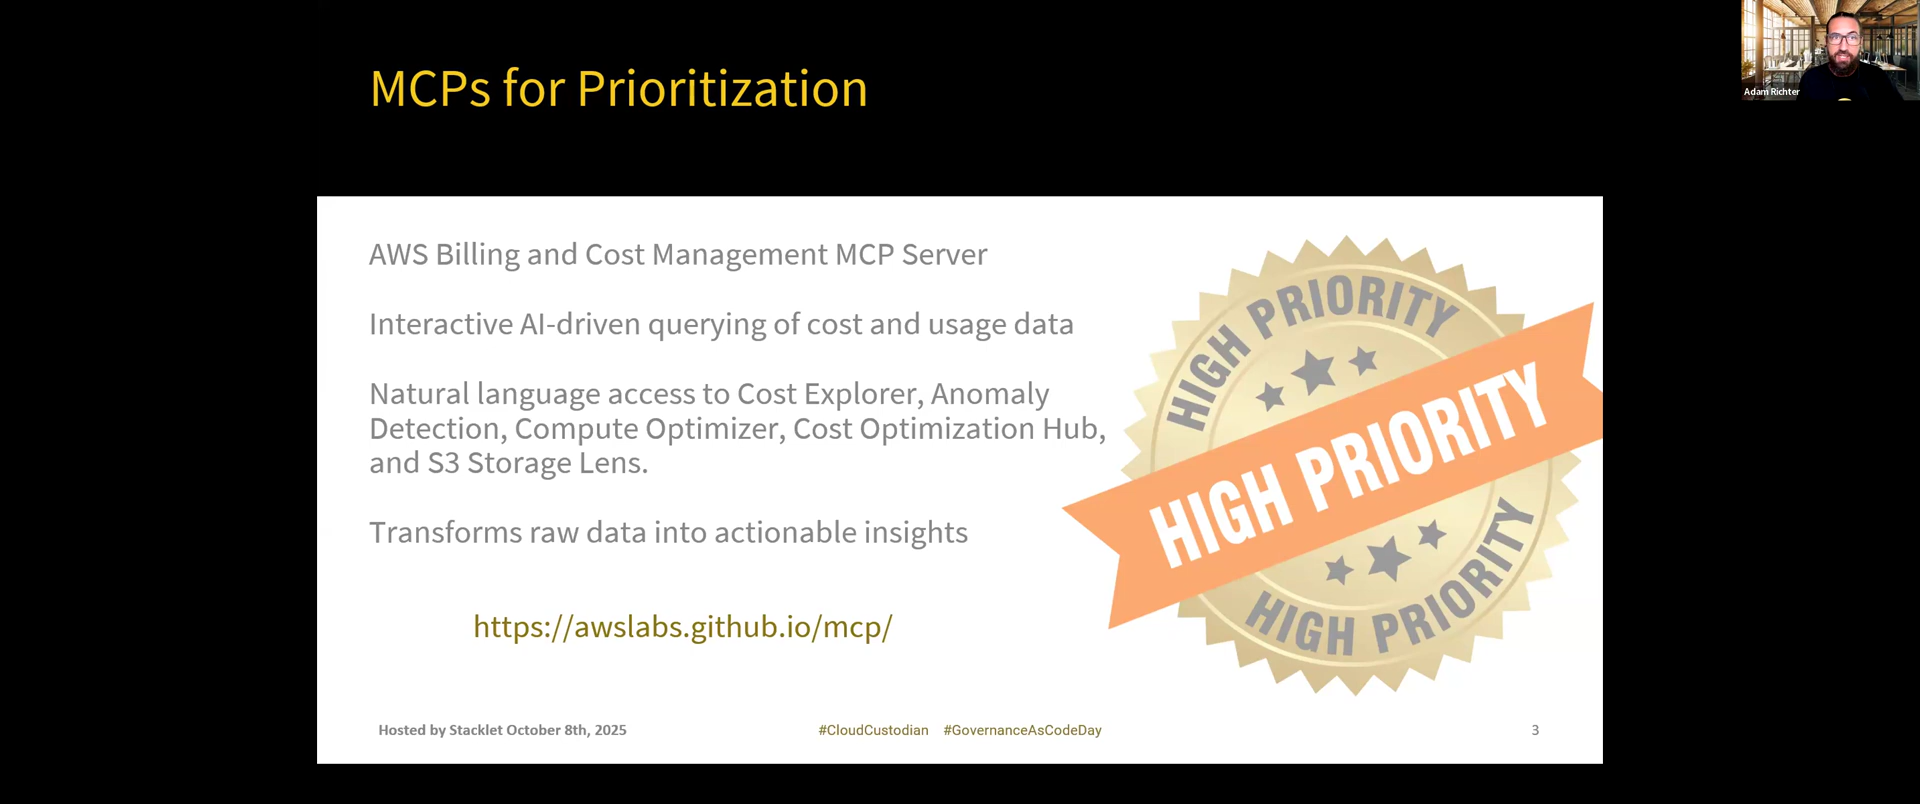 MCPs for Prioritization
Adam Richter
AWS Billing and Cost Management MCP Server
Interactive AI-driven querying of cost and usage data
Natural language access to Cost Explorer, Anomaly
Detection, Compute Optimizer, Cost Optimization Hub,
and S3 Storage Lens.
Transforms raw data into actionable insights
https://awslabs.github.io/mcp/
HIGH PRIORITY
HIGH PRIORITY
HIGH PRIORITY
Hosted by Stacklet October 8th, 2025
#CloudCustodian #GovernanceAsCodeDay
3